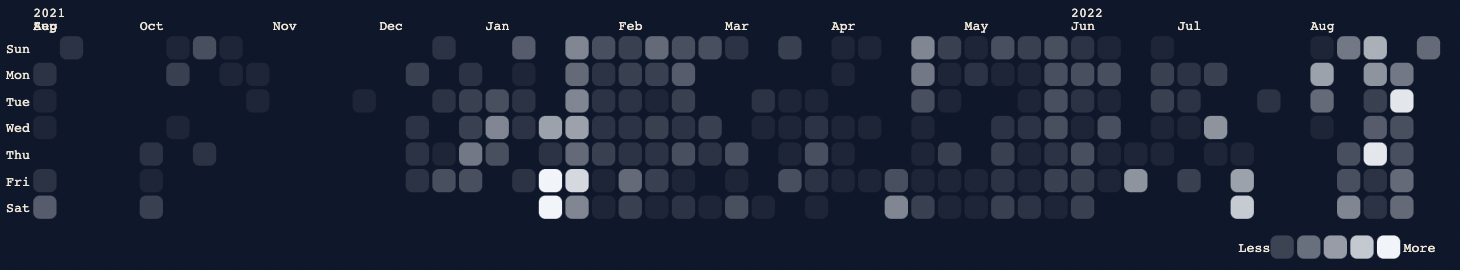 2021
Aug Oct Nov Dec Jan Feb Mar Apr May Jun Jul Aug
2022
Sun
Mon
Tue
Wed
Thu
Fri
Sat
Less More